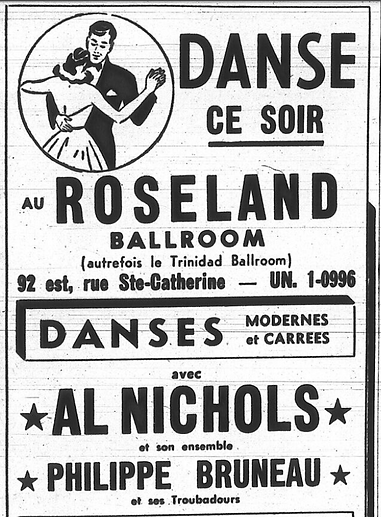 DANSE
CE SOIR
AU ROSELAND
BALLROOM
(autrefois le Trinidad Ballroom)
92 est, rue Ste-Catherine — UN. 1-0996
DANSES MODERNES
et CARREES
avec
★AL NICHOLS★
et son ensemble
★ PHILIPPE BRUNEAU ★
et ses Troubadours